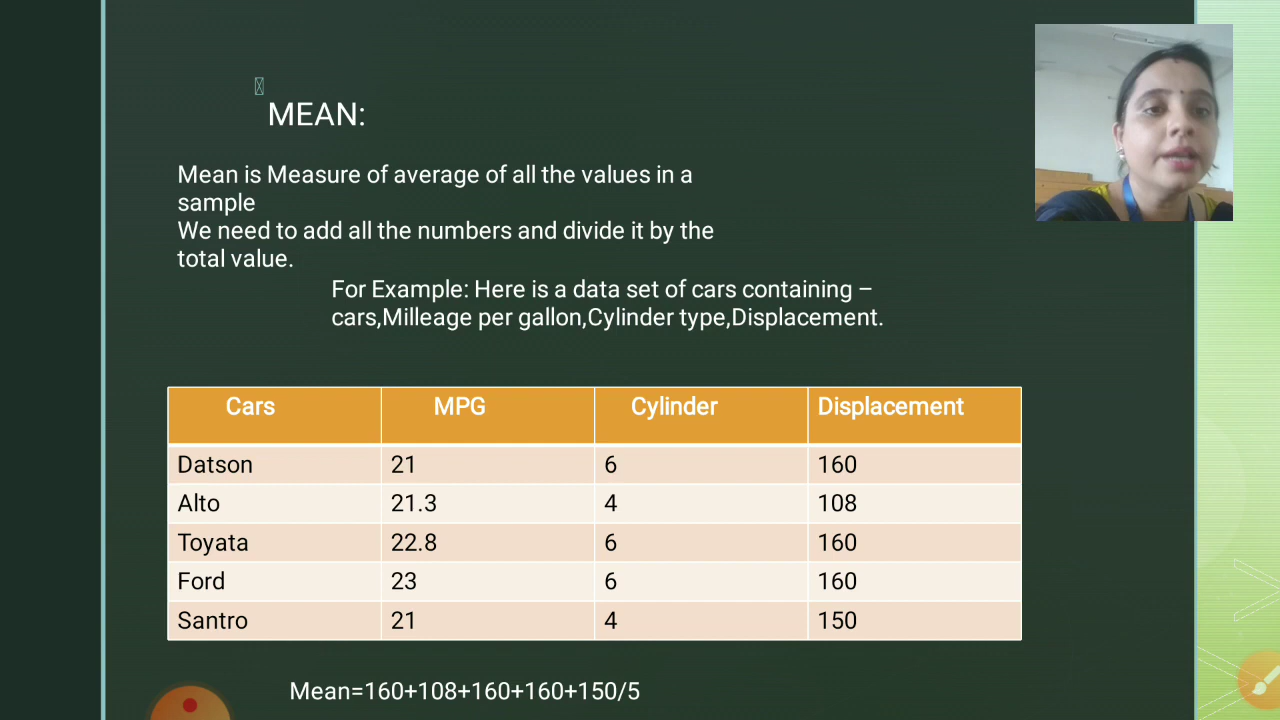 MEAN:
Mean is Measure of average of all the values in a
sample
We need to add all the numbers and divide it by the
total value.
For Example: Here is a data set of cars containing –
cars,Milleage per gallon,Cylinder type,Displacement.
Cars MPG Cylinder Displacement
Datson 21 6 160
Alto 21.3 4 108
Toyata 22.8 6 160
Ford 23 6 160
Santro 21 4 150
Mean=160+108+160+160+150/5